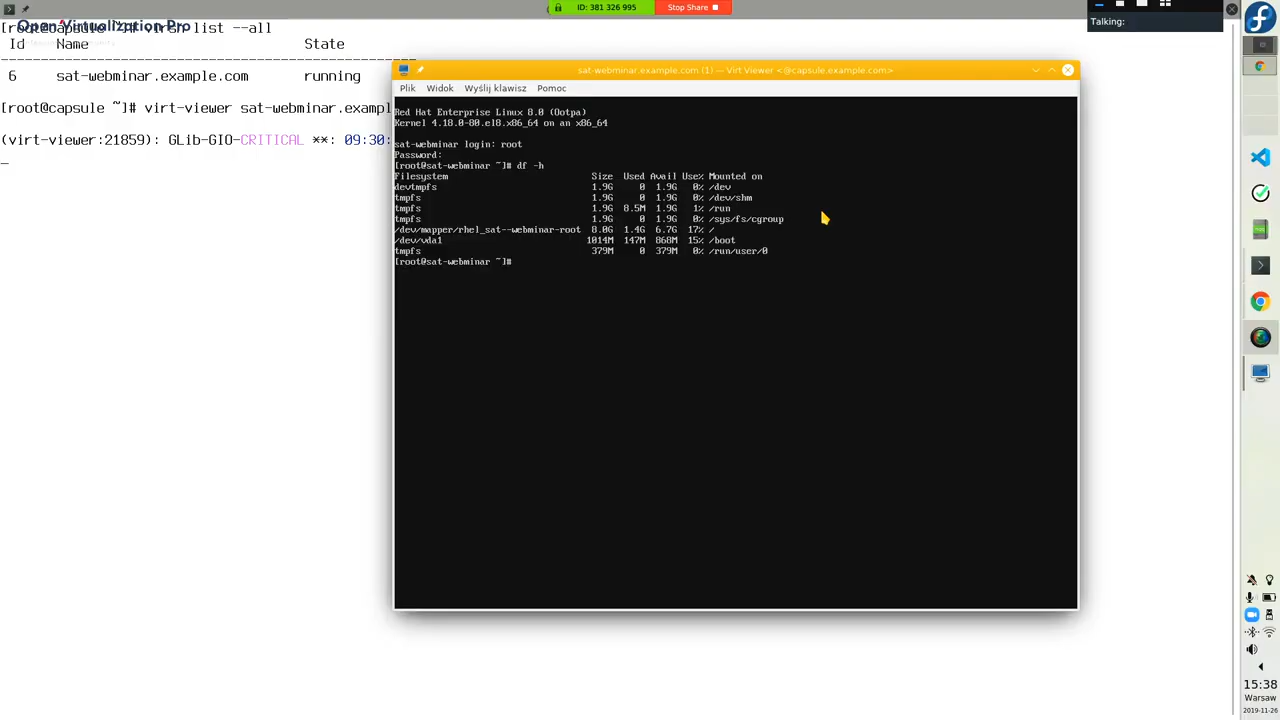 ID: 381 326 995
Stop Share
Talking:
Open Virtualization Pro
[root@capsule ~]# virsh list --all
Id Name State
6 sat-webminar.example.com running
[root@capsule ~]# virt-viewer sat-webminar.exampl
(virt-viewer:21859): GLib-GIO-CRITICAL **: 09:30:
sat-webminar.example.com (1) — Virt Viewer <@capsule.example.com>
Plik Widok Wyślij klawisz Pomoc
Red Hat Enterprise Linux 8.0 (Ootpa)
Kernel 4.18.0-80.el8.x86_64 on an x86_64
sat-webminar login: root
Password:
[root@sat-webminar ~]# df -h
Filesystem Size Used Avail Use% Mounted on
devtmpfs 1.9G 0 1.9G 0% /dev
tmpfs 1.9G 0 1.9G 0% /dev/shm
tmpfs 1.9G 8.5M 1.9G 1% /run
tmpfs 1.9G 0 1.9G 0% /sys/fs/cgroup
/dev/mapper/rhel_sat--webminar-root 8.0G 1.4G 6.7G 17% /
/dev/vda1 1014M 147M 868M 15% /boot
tmpfs 379M 0 379M 0% /run/user/0
[root@sat-webminar ~]#
15:38
Warsaw
2019-11-26